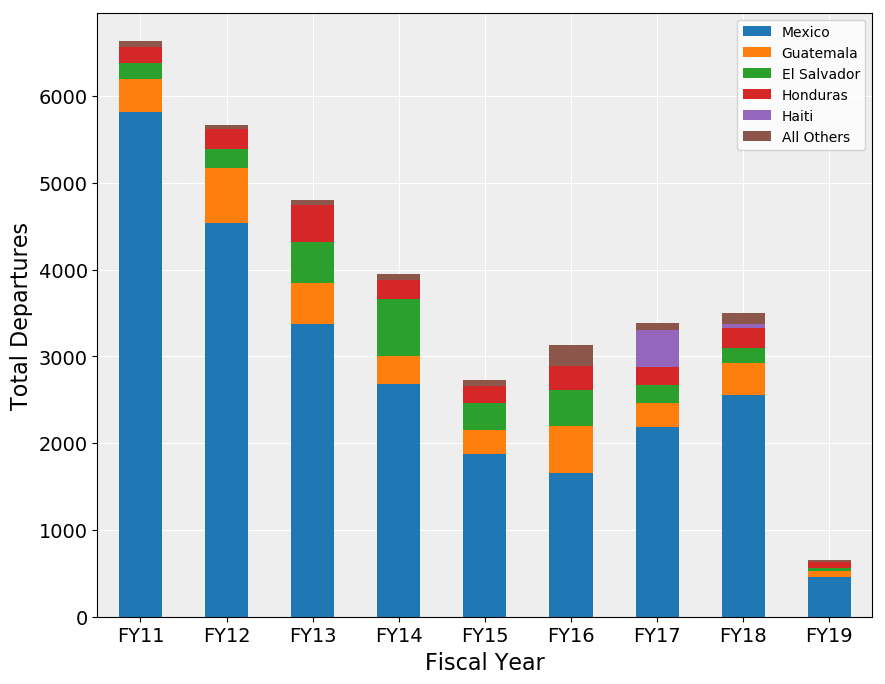 Mexico
Guatemala
El Salvador
Honduras
Haiti
All Others
6000
5000
4000
3000
2000
1000
0
Total Departures
FY11 FY12 FY13 FY14 FY15 FY16 FY17 FY18 FY19
Fiscal Year